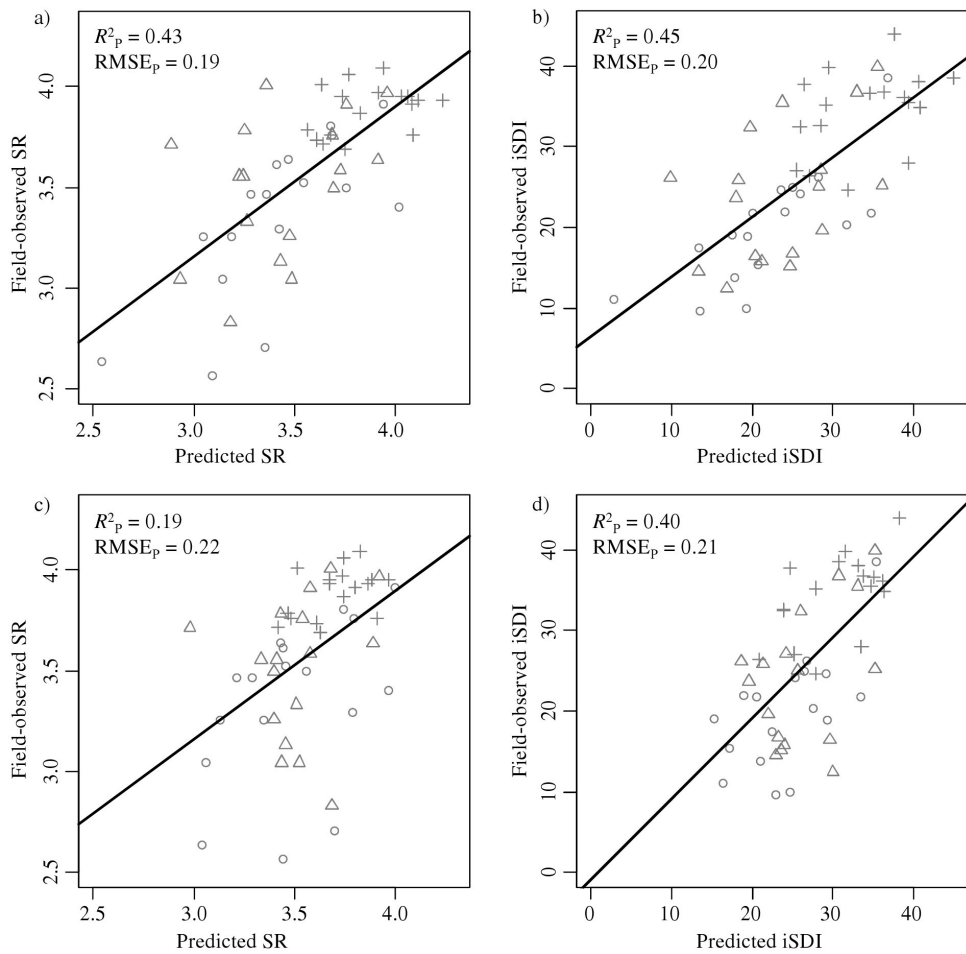 a)
R²P = 0.43
RMSEP = 0.19
Field-observed SR
4.0
3.5
3.0
2.5
2.5 3.0 3.5 4.0
Predicted SR
b)
R²P = 0.45
RMSEP = 0.20
Field-observed iSDI
40
30
20
10
0
0 10 20 30 40
Predicted iSDI
c)
R²P = 0.19
RMSEP = 0.22
Field-observed SR
4.0
3.5
3.0
2.5
2.5 3.0 3.5 4.0
Predicted SR
d)
R²P = 0.40
RMSEP = 0.21
Field-observed iSDI
40
30
20
10
0
0 10 20 30 40
Predicted iSDI